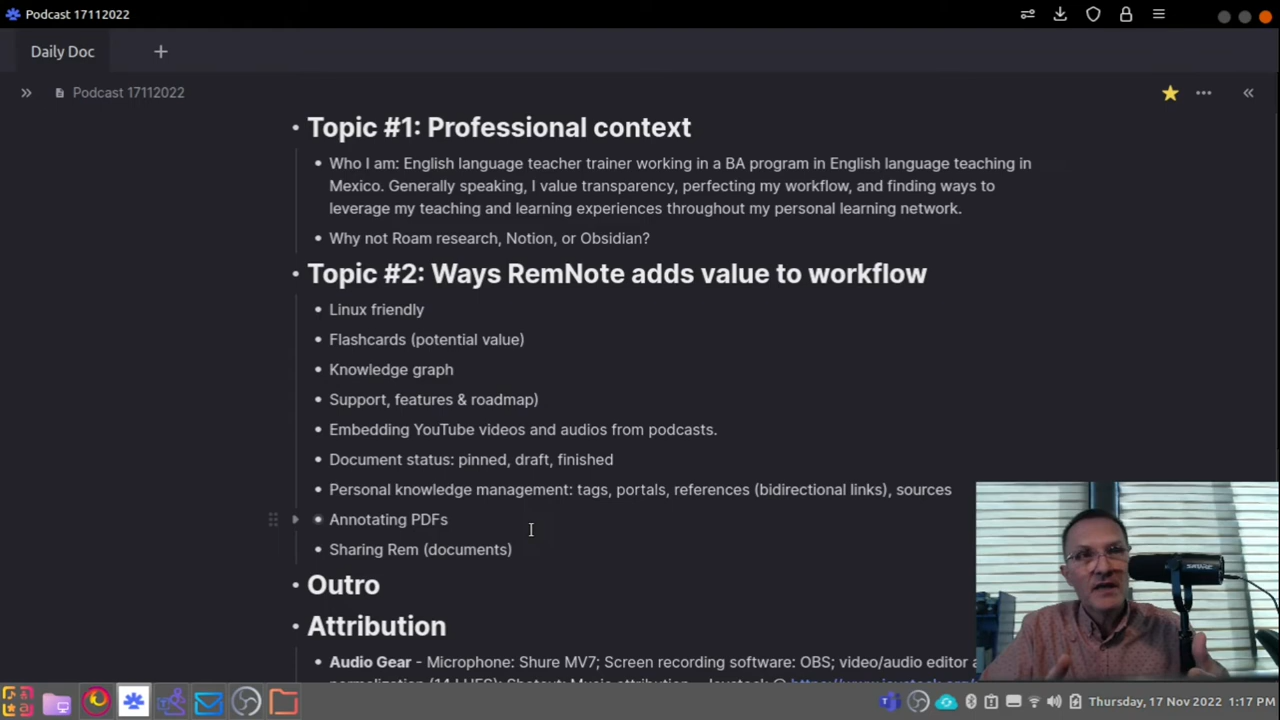 Podcast 17112022
Daily Doc
Podcast 17112022
Topic #1: Professional context
Who I am: English language teacher trainer working in a BA program in English language teaching in
Mexico. Generally speaking, I value transparency, perfecting my workflow, and finding ways to
leverage my teaching and learning experiences throughout my personal learning network.
Why not Roam research, Notion, or Obsidian?
Topic #2: Ways RemNote adds value to workflow
Linux friendly
Flashcards (potential value)
Knowledge graph
Support, features & roadmap)
Embedding YouTube videos and audios from podcasts.
Document status: pinned, draft, finished
Personal knowledge management: tags, portals, references (bidirectional links), sources
Annotating PDFs
Sharing Rem (documents)
Outro
Attribution
Audio Gear - Microphone: Shure MV7; Screen recording software: OBS; video/audio editor
SHURE
Thursday, 17 Nov 2022 1:17 PM